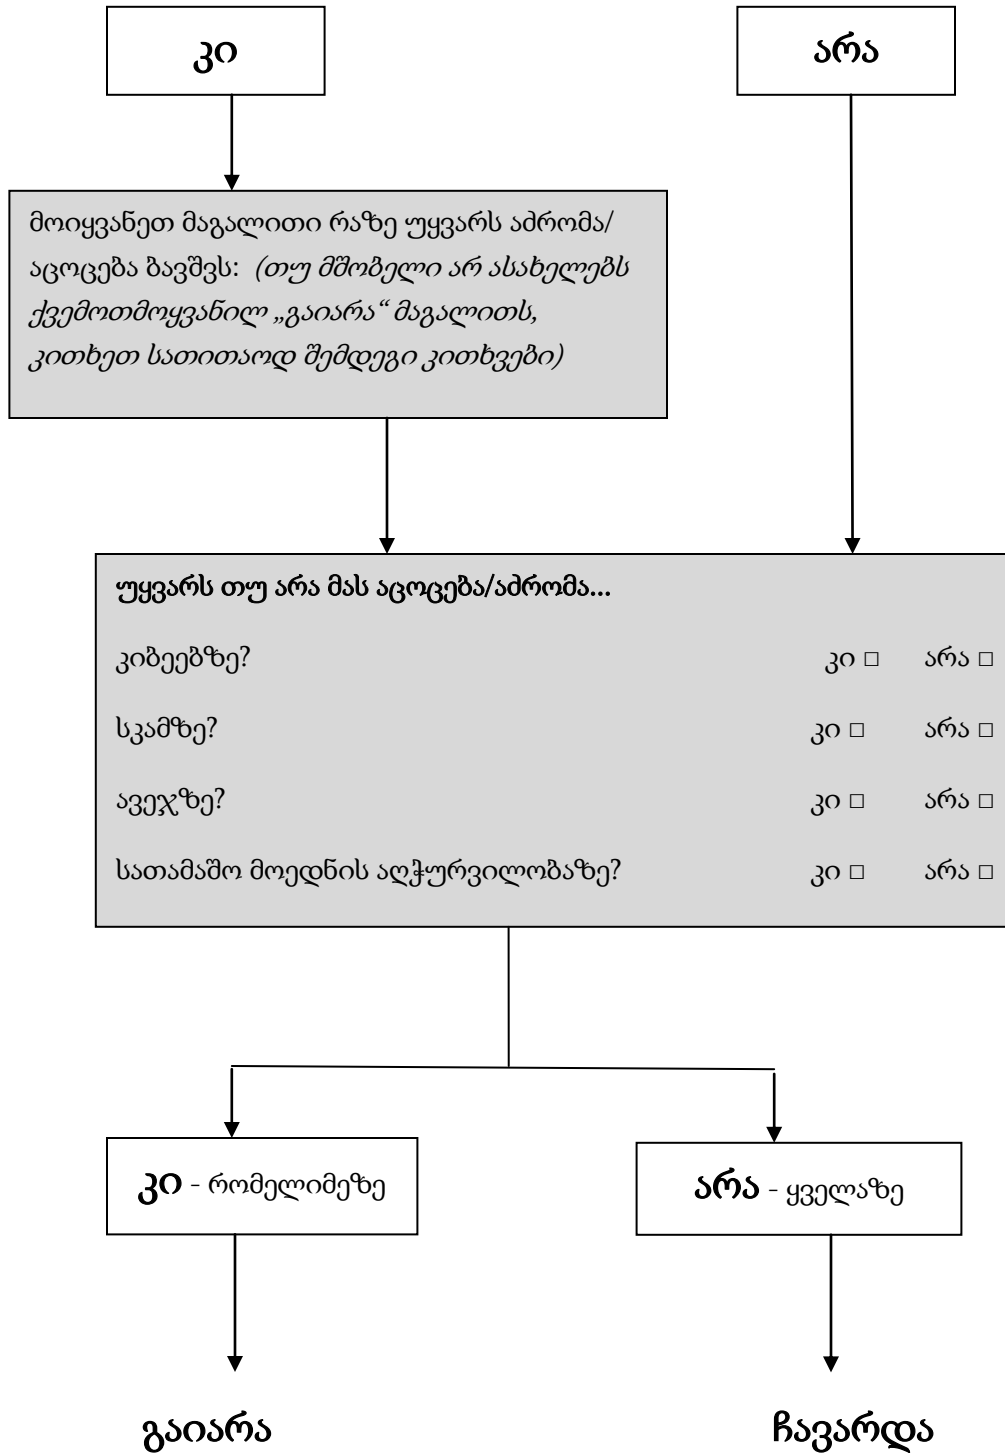 კი
არა
მოიყვანეთ მაგალითი რაზე უყვარს აძრომა/
აცოცება ბავშვს: (თუ მშობელი არ ასახელებს
ქვემოთმოყვანილ „გაიარა“ მაგალითს,
კითხეთ სათითაოდ შემდეგი კითხვები)
უყვარს თუ არა მას აცოცება/აძრომა...
კიბეებზე? კი □ არა □
სკამზე? კი □ არა □
ავეჯზე? კი □ არა □
სათამაშო მოედნის აღჭურვილობაზე? კი □ არა □
კი - რომელიმეზე
არა - ყველაზე
გაიარა
ჩავარდა